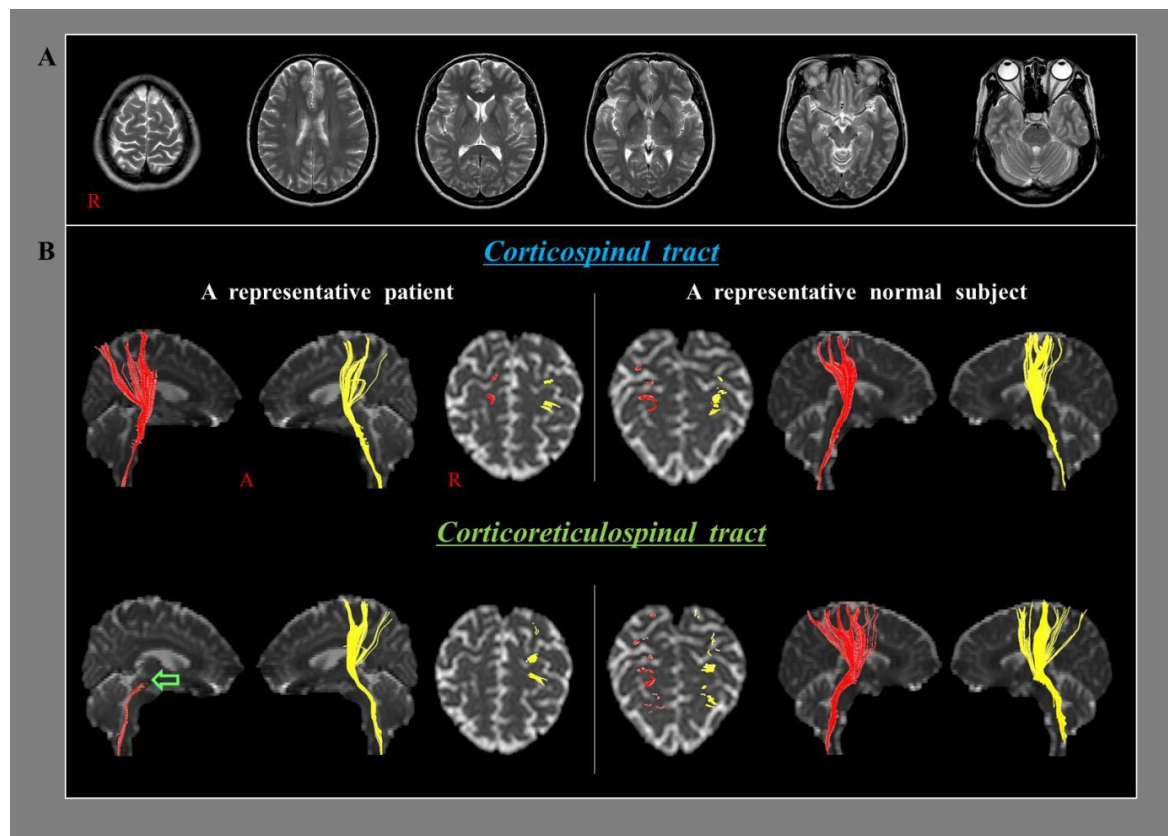 A
R
B
Corticospinal tract
A representative patient
A representative normal subject
A
R
Corticoreticulospinal tract